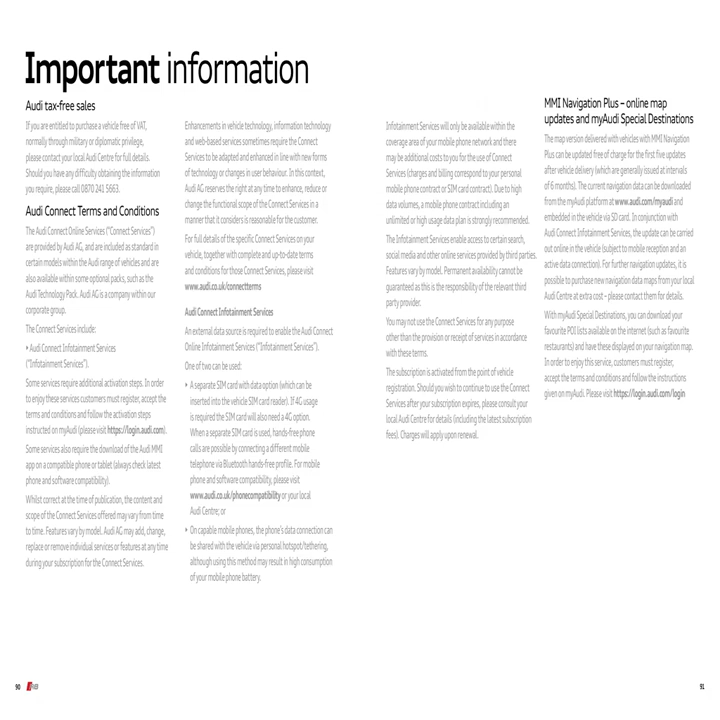 Important information
Audi tax-free sales
If you are entitled to purchase a vehicle free of VAT,
normally through military or diplomatic privilege,
please contact your local Audi Centre for full details.
Should you have any difficulty obtaining the information
you require, please call 0870 241 5663.
Audi Connect Terms and Conditions
The Audi Connect Online Services (“Connect Services”)
are provided by Audi AG, and are included as standard in
certain models within the Audi range of vehicles and are
also available within some optional packs, such as the
Audi Technology Pack. Audi AG is a company within our
corporate group.
The Connect Services include:
• Audi Connect Infotainment Services
(“Infotainment Services”).
Some services require additional activation steps. In order
to enjoy these services customers must register, accept the
terms and conditions and follow the activation steps
instructed on myAudi (please visit https://login.audi.com).
Some services also require the download of the Audi MMI
app on a compatible phone or tablet (always check latest
phone and software compatibility).
Whilst correct at the time of publication, the content and
scope of the Connect Services offered may vary from time
to time. Features vary by model. Audi AG may add, change,
replace or remove individual services or features at any time
during your subscription for the Connect Services.
Enhancements in vehicle technology, information technology
and web-based services sometimes require the Connect
Services to be adapted and enhanced in line with new forms
of technology or changes in user behaviour. In this context,
Audi AG reserves the right at any time to enhance, reduce or
change the functional scope of the Connect Services in a
manner that it considers is reasonable for the customer.
For full details of the specific Connect Services on your
vehicle, together with complete and up-to-date terms
and conditions for those Connect Services, please visit
www.audi.co.uk/connectterms
Audi Connect Infotainment Services
An external data source is required to enable the Audi Connect
Online Infotainment Services (“Infotainment Services”).
One of two can be used:
‣ A separate SIM card with data option (which can be
inserted into the vehicle SIM card reader). If 4G usage
is required the SIM card will also need a 4G option.
When a separate SIM card is used, hands-free phone
calls are possible by connecting a different mobile
telephone via Bluetooth hands-free profile. For mobile
phone and software compatibility, please visit
www.audi.co.uk/phonecompatibility or your local
Audi Centre; or
‣ On capable mobile phones, the phone's data connection can
be shared with the vehicle via personal hotspot/tethering,
although using this method may result in high consumption
of your mobile phone battery.
Infotainment Services will only be available within the
coverage area of your mobile phone network and there
may be additional costs to you for the use of Connect
Services (charges and billing correspond to your personal
mobile phone contract or SIM card contract). Due to high
data volumes, a mobile phone contract including an
unlimited or high usage data plan is strongly recommended.
The Infotainment Services enable access to certain search,
social media and other online services provided by third parties.
Features vary by model. Permanent availability cannot be
guaranteed as this is the responsibility of the relevant third
party provider.
You may not use the Connect Services for any purpose
other than the provision or receipt of services in accordance
with these terms.
The subscription is activated from the point of vehicle
registration. Should you wish to continue to use the Connect
Services after your subscription expires, please consult your
local Audi Centre for details (including the latest subscription
fees). Charges will apply upon renewal.
MMI Navigation Plus – online map
updates and myAudi Special Destinations
The map version delivered with vehicles with MMI Navigation
Plus can be updated free of charge for the first five updates
after vehicle delivery (which are generally issued at intervals
of 6 months). The current navigation data can be downloaded
from the myAudi platform at www.audi.com/myaudi and
embedded in the vehicle via SD card. In conjunction with
Audi Connect Infotainment Services, the update can be carried
out online in the vehicle (subject to mobile reception and an
active data connection). For further navigation updates, it is
possible to purchase new navigation data maps from your local
Audi Centre at extra cost – please contact them for details.
With myAudi Special Destinations, you can download your
favourite POI lists available on the internet (such as favourite
restaurants) and have these displayed on your navigation map.
In order to enjoy this service, customers must register,
accept the terms and conditions and follow the instructions
given on myAudi. Please visit https://login.audi.com/login
90
91